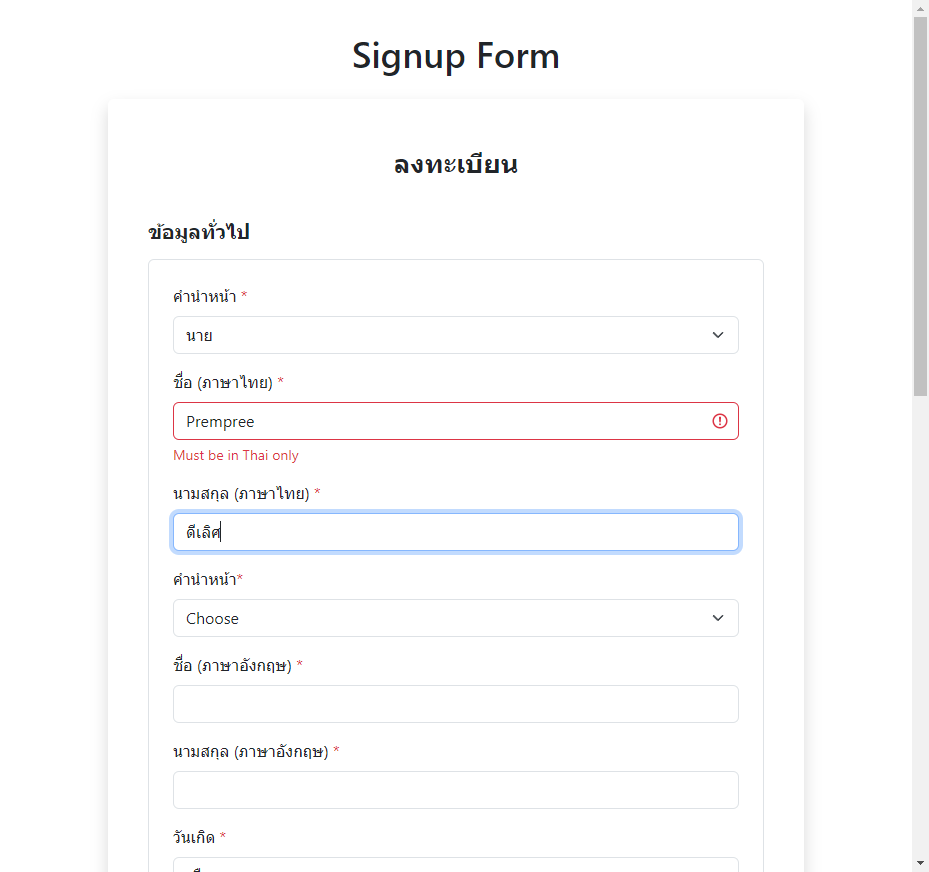 Signup Form
ลงทะเบียน
ข้อมูลทั่วไป
คำนำหน้า *
นาย
ชื่อ (ภาษาไทย) *
Prempree
Must be in Thai only
นามสกุล (ภาษาไทย) *
ดีเลิศ
คำนำหน้า*
Choose
ชื่อ (ภาษาอังกฤษ) *
นามสกุล (ภาษาอังกฤษ) *
วันเกิด *